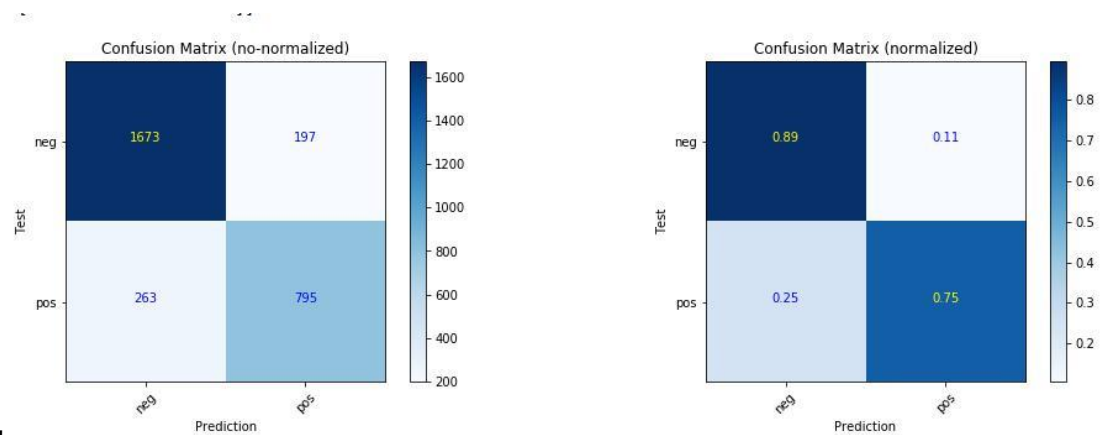 Confusion Matrix (no-normalized)
neg
pos
Test
1673 197
263 795
neg pos
Prediction
1600
1400
1200
1000
800
600
400
200
Confusion Matrix (normalized)
neg
pos
Test
0.89 0.11
0.25 0.75
neg pos
Prediction
0.8
0.7
0.6
0.5
0.4
0.3
0.2